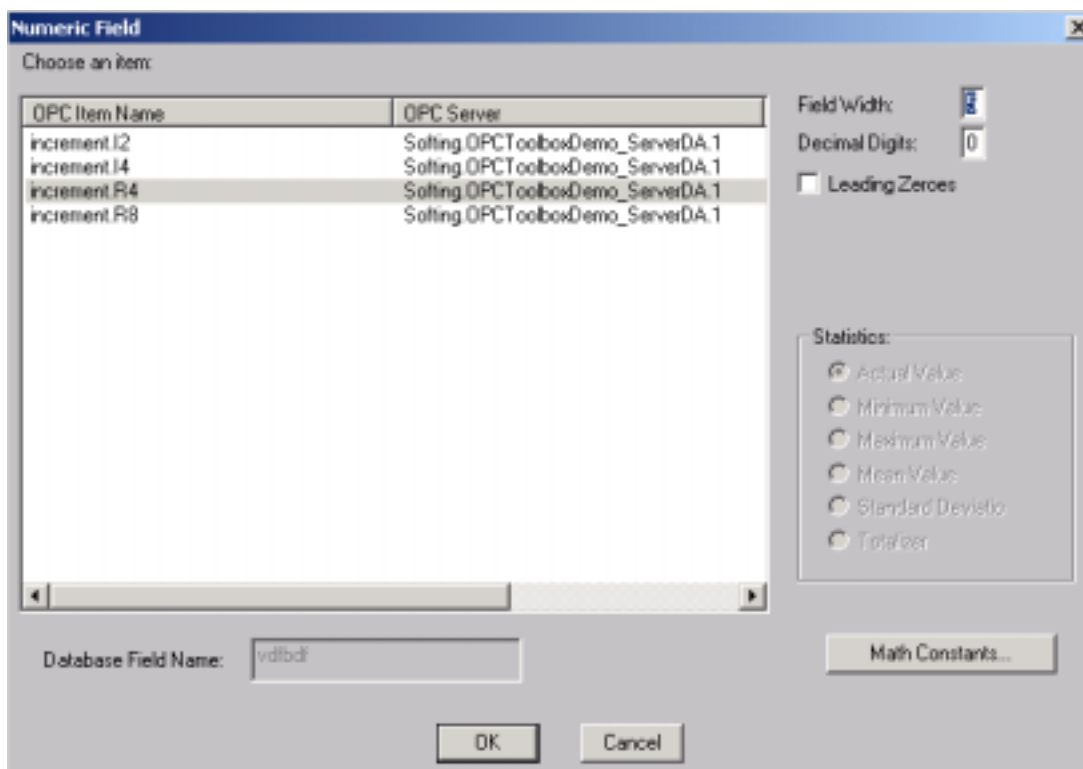 Numeric Field
Choose an item:
OPC Item Name OPC Server
increment.I2 Softing.OPCToolboxDemo_ServerDA.1
increment.I4 Softing.OPCToolboxDemo_ServerDA.1
increment.R4 Softing.OPCToolboxDemo_ServerDA.1
increment.R8 Softing.OPCToolboxDemo_ServerDA.1
Field Width:
Decimal Digits: 0
Leading Zeroes
Statistics:
Actual Value
Minimum Value
Maximum Value
Mean Value
Standard Deviatio
Totalizer
Database Field Name: vdfbdf
Math Constants...
OK Cancel